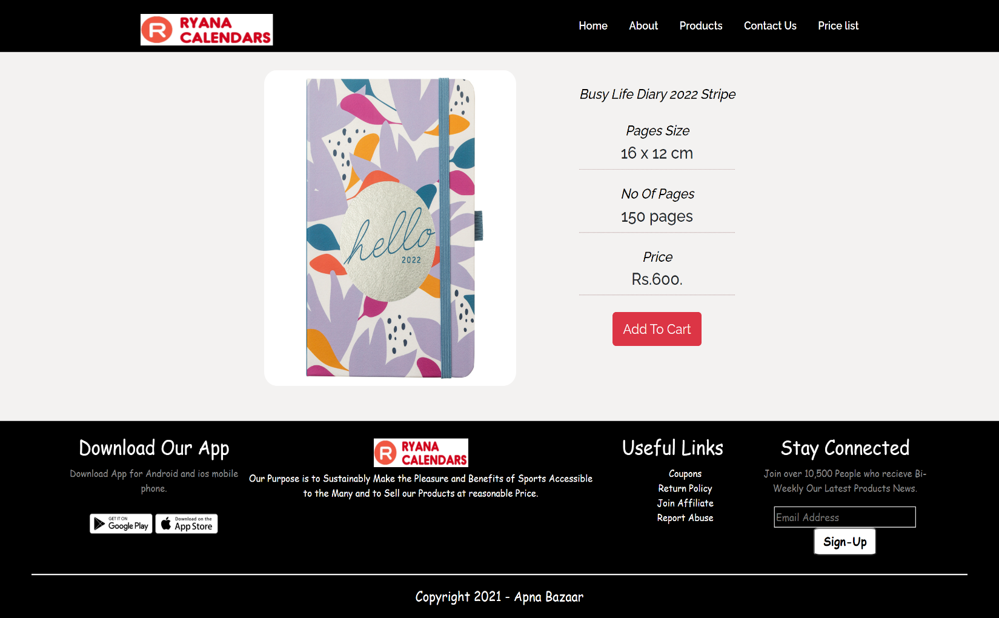 R RYANA
CALENDARS
Home About Products Contact Us Price list
hello
2022
Busy Life Diary 2022 Stripe
Pages Size
16 x 12 cm
No Of Pages
150 pages
Price
Rs.600.
Add To Cart
Download Our App
Download App for Android and ios mobile
phone.
GET IT ON
Google Play
Download on the
App Store
R RYANA
CALENDARS
Our Purpose is to Sustainably Make the Pleasure and Benefits of Sports Accessible
to the Many and to Sell our Products at reasonable Price.
Useful Links
Coupons
Return Policy
Join Affiliate
Report Abuse
Stay Connected
Join over 10,500 People who recieve Bi-
Weekly Our Latest Products News.
Email Address
Sign-Up
Copyright 2021 - Apna Bazaar